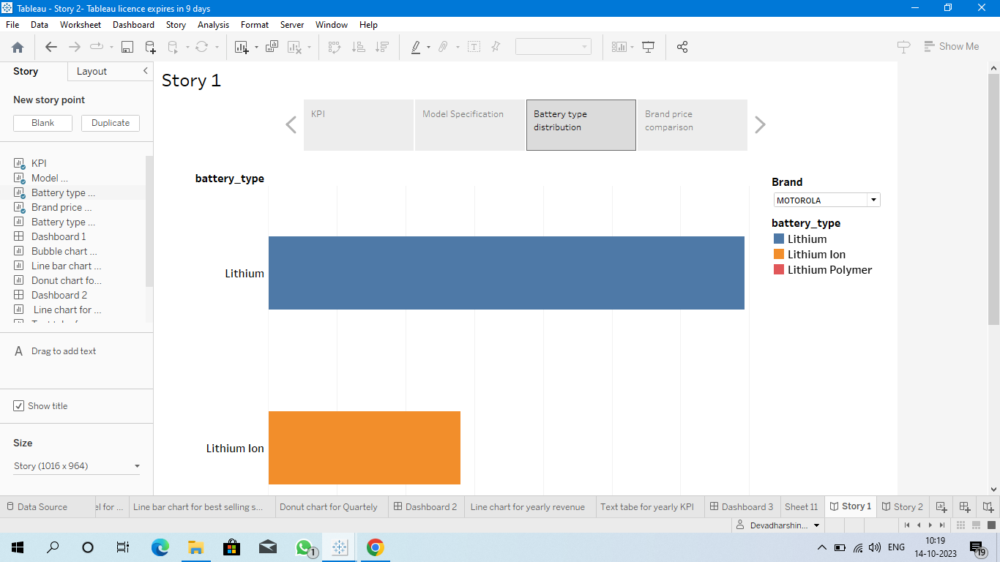 Tableau - Story 2- Tableau licence expires in 9 days
File Data Worksheet Dashboard Story Analysis Format Server Window Help
Show Me
Story Layout
New story point
Blank Duplicate
KPI
Model ...
Battery type ...
Brand price ...
Battery type ...
Dashboard 1
Bubble chart ...
Line bar chart ...
Donut chart fo...
Dashboard 2
Line chart for ...
A Drag to add text
Show title
Size
Story (1016 x 964)
Story 1
KPI
Model Specification
Battery type
distribution
Brand price
comparison
battery_type
Lithium
Lithium Ion
Brand
MOTOROLA
battery_type
Lithium
Lithium Ion
Lithium Polymer
Data Source el for ... Line bar chart for best selling s... Donut chart for Quartely Dashboard 2 Line chart for yearly revenue Text tabe for yearly KPI Dashboard 3 Sheet 11 Story 1 Story 2
Devadharshin...
1
ENG
10:19
14-10-2023
19